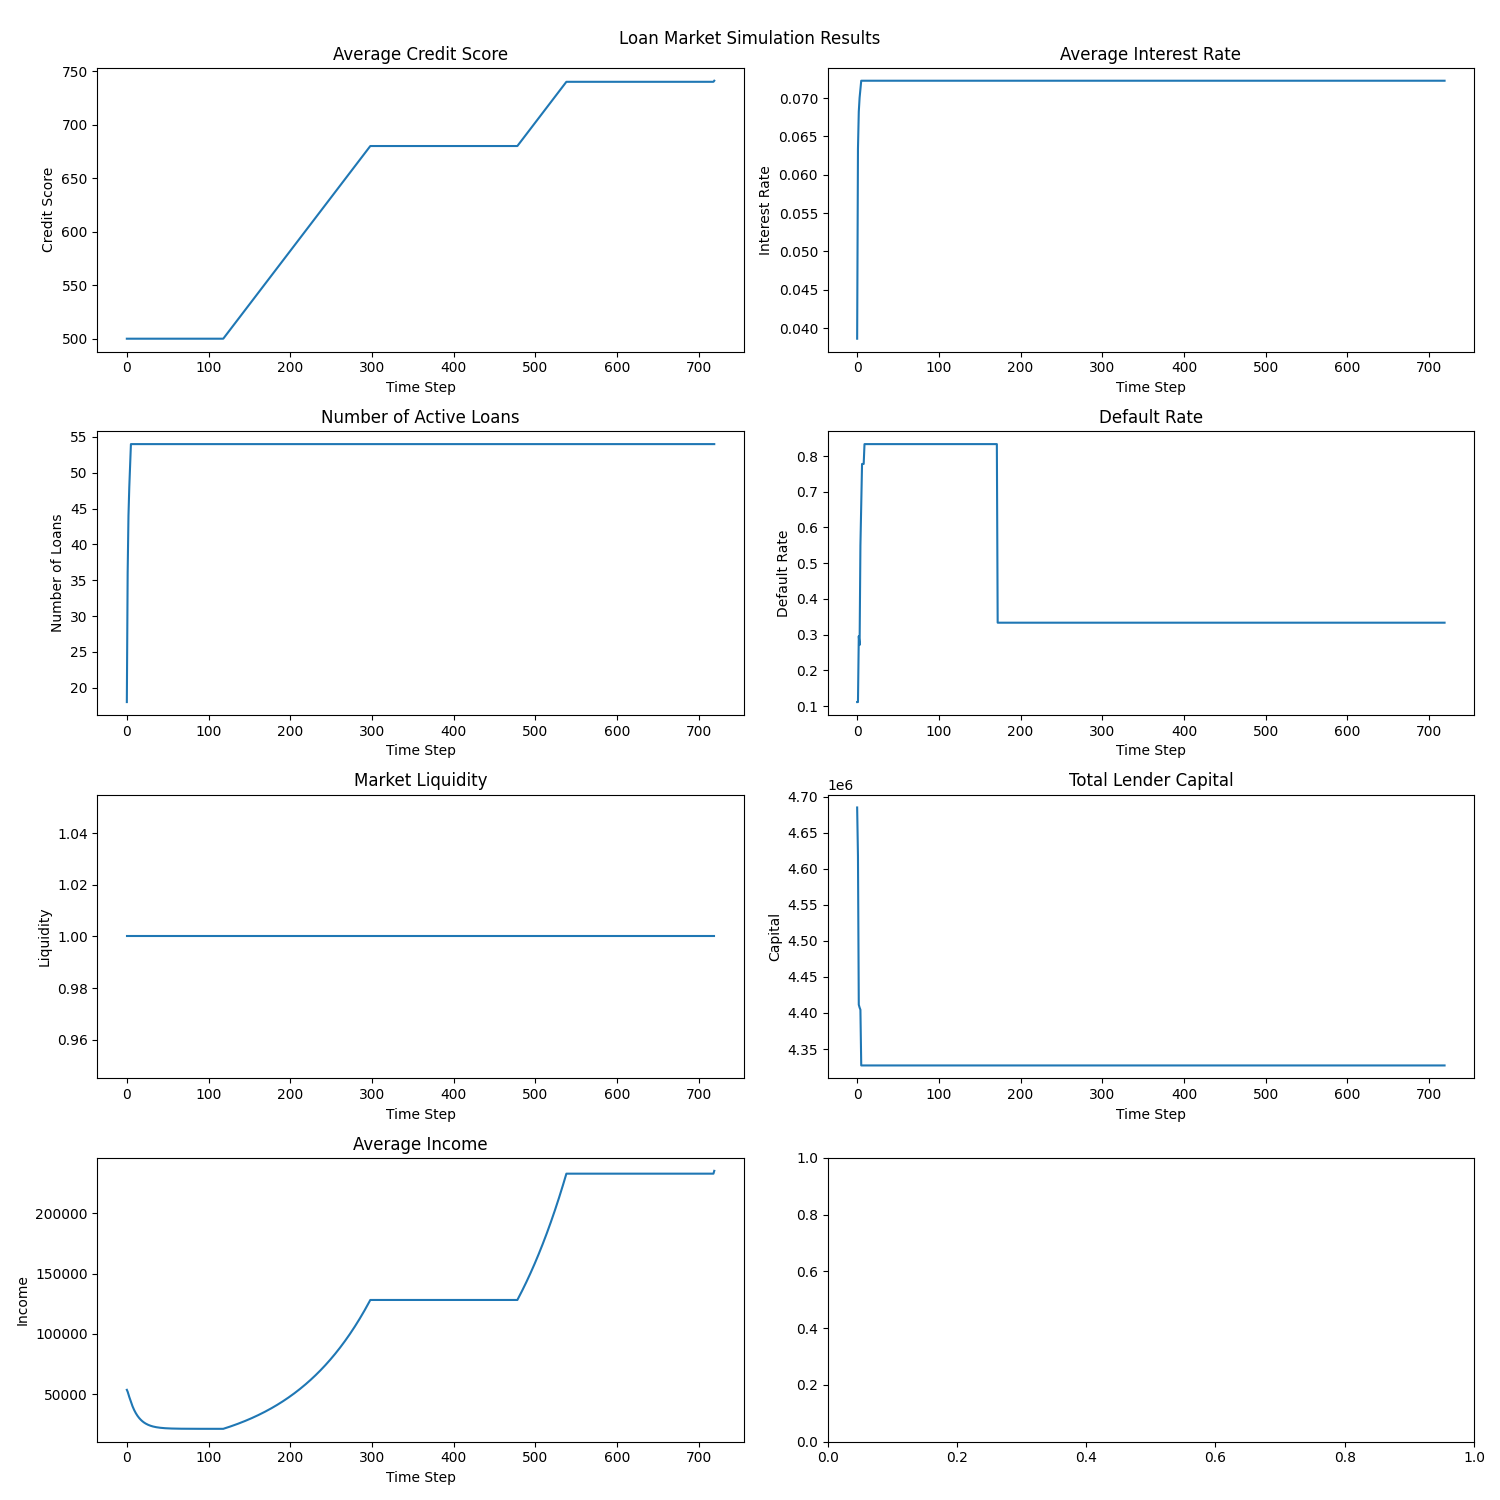 Loan Market Simulation Results
Average Credit Score
750
700
650
600
550
500
Credit Score
0 100 200 300 400 500 600 700
Time Step
Average Interest Rate
0.070
0.065
0.060
0.055
0.050
0.045
0.040
Interest Rate
0 100 200 300 400 500 600 700
Time Step
Number of Active Loans
55
50
45
40
35
30
25
20
Number of Loans
0 100 200 300 400 500 600 700
Time Step
Default Rate
0.8
0.7
0.6
0.5
0.4
0.3
0.2
0.1
Default Rate
0 100 200 300 400 500 600 700
Time Step
Market Liquidity
1.04
1.02
1.00
0.98
0.96
Liquidity
0 100 200 300 400 500 600 700
Time Step
Total Lender Capital
1e6
4.70
4.65
4.60
4.55
4.50
4.45
4.40
4.35
Capital
0 100 200 300 400 500 600 700
Time Step
Average Income
200000
150000
100000
50000
Income
0 100 200 300 400 500 600 700
Time Step
1.0
0.8
0.6
0.4
0.2
0.0
0.0 0.2 0.4 0.6 0.8 1.0